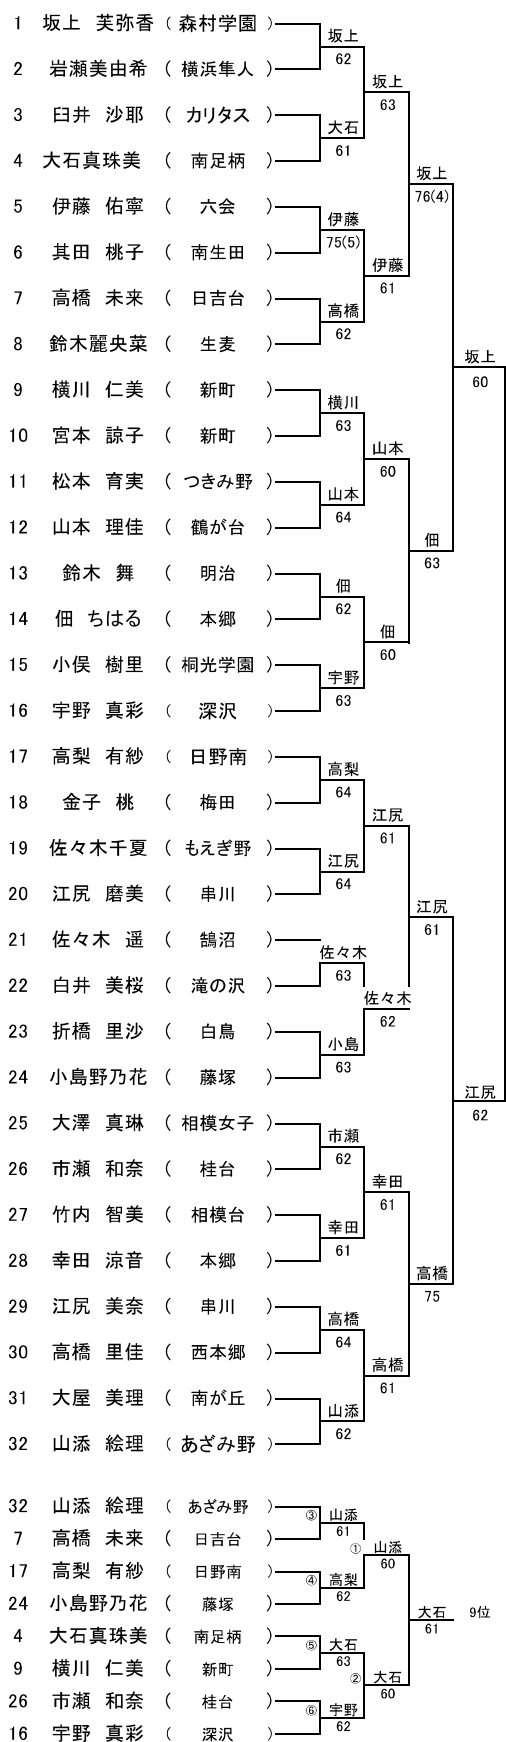 1 坂上 芙弥香 ( 森村学園 )
坂上
62
2 岩瀬美由希 ( 横浜隼人 )
坂上
63
3 臼井 沙耶 ( カリタス )
大石
61
4 大石真珠美 ( 南足柄 )
坂上
76(4)
5 伊藤 佑寧 ( 六会 )
伊藤
75(5)
6 其田 桃子 ( 南生田 )
伊藤
61
7 高橋 未来 ( 日吉台 )
高橋
62
8 鈴木麗央菜 ( 生麦 )
坂上
60
9 横川 仁美 ( 新町 )
横川
63
10 宮本 諒子 ( 新町 )
山本
60
11 松本 育実 ( つきみ野 )
山本
64
12 山本 理佳 ( 鶴が台 )
佃
63
13 鈴木 舞 ( 明治 )
佃
62
14 佃 ちはる ( 本郷 )
佃
60
15 小俣 樹里 ( 桐光学園 )
宇野
63
16 宇野 真彩 ( 深沢 )
17 高梨 有紗 ( 日野南 )
高梨
64
18 金子 桃 ( 梅田 )
江尻
61
19 佐々木千夏 ( もえぎ野 )
江尻
64
20 江尻 磨美 ( 串川 )
江尻
61
21 佐々木 遥 ( 鵠沼 )
佐々木
63
22 白井 美桜 ( 滝の沢 )
佐々木
62
23 折橋 里沙 ( 白鳥 )
小島
63
24 小島野乃花 ( 藤塚 )
江尻
62
25 大澤 真琳 ( 相模女子 )
市瀬
62
26 市瀬 和奈 ( 桂台 )
幸田
61
27 竹内 智美 ( 相模台 )
幸田
61
28 幸田 涼音 ( 本郷 )
高橋
75
29 江尻 美奈 ( 串川 )
高橋
64
30 高橋 里佳 ( 西本郷 )
高橋
61
31 大屋 美理 ( 南が丘 )
山添
62
32 山添 絵理 ( あざみ野 )
32 山添 絵理 ( あざみ野 )
③ 山添
61
7 高橋 未来 ( 日吉台 )
① 山添
60
17 高梨 有紗 ( 日野南 )
④ 高梨
62
24 小島野乃花 ( 藤塚 )
大石 9位
61
4 大石真珠美 ( 南足柄 )
⑤ 大石
63
9 横川 仁美 ( 新町 )
② 大石
60
26 市瀬 和奈 ( 桂台 )
⑥ 宇野
62
16 宇野 真彩 ( 深沢 )